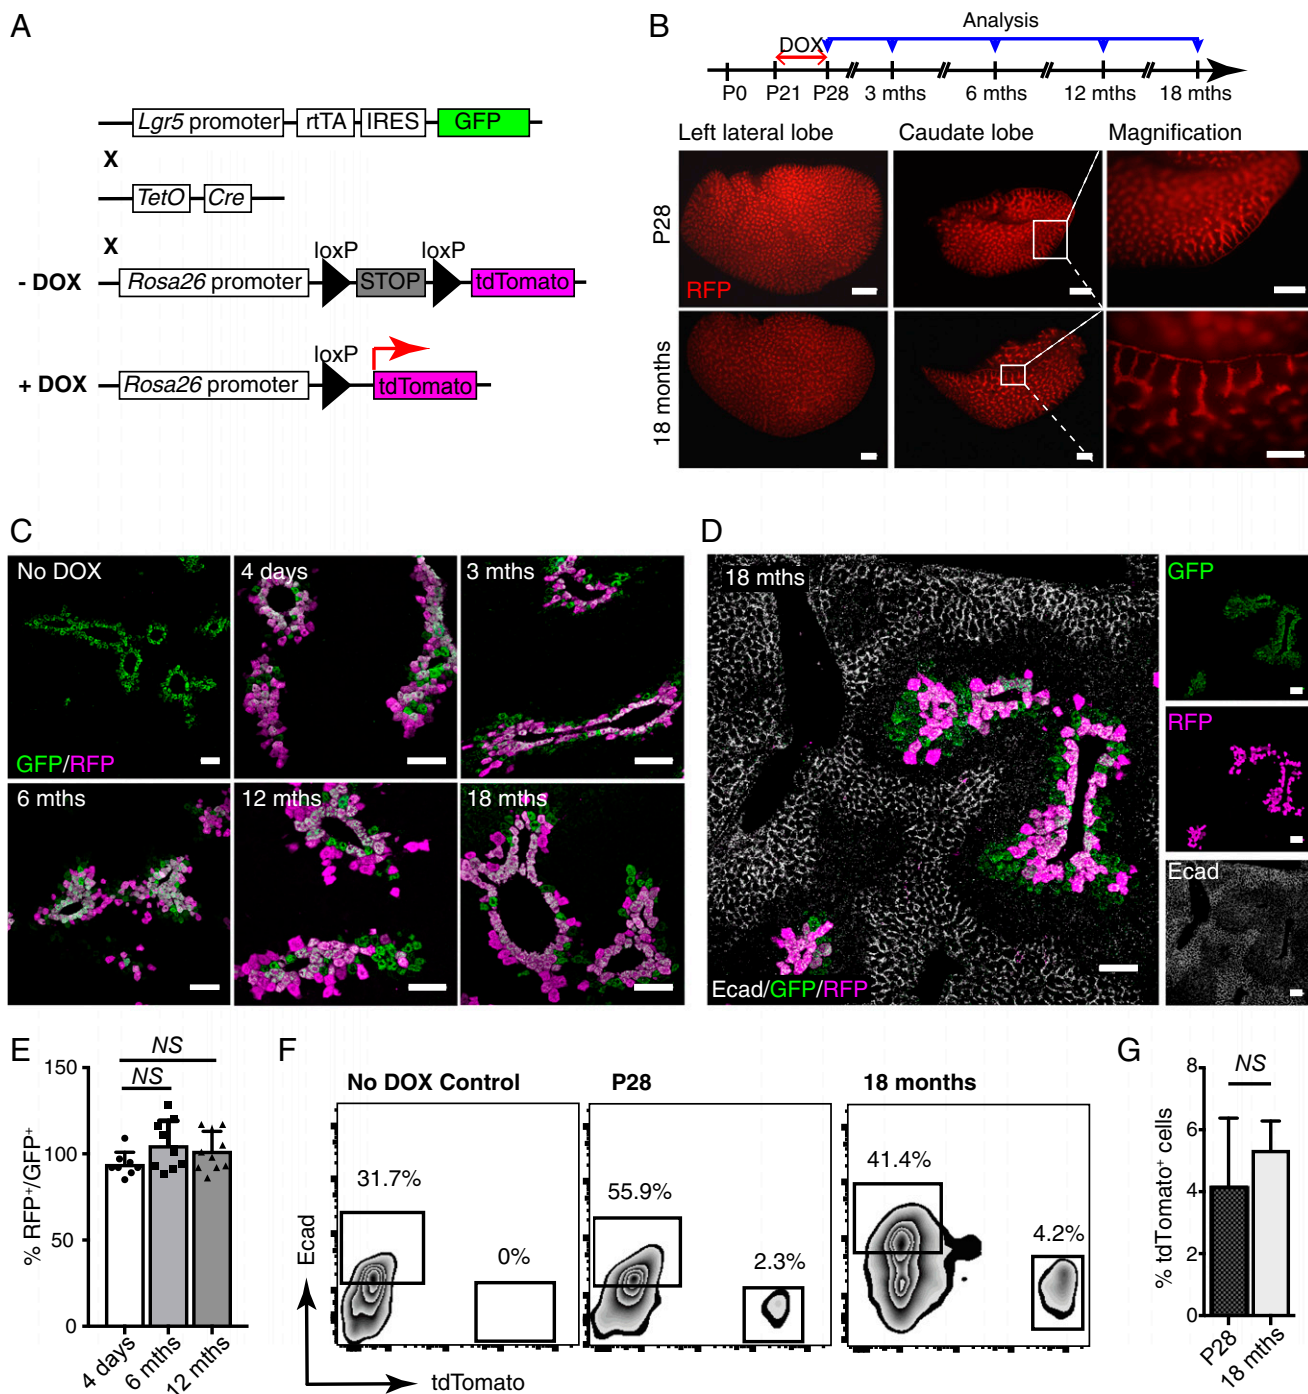 A
Lgr5 promoter rtTA IRES GFP
X
TetO Cre
X
loxP loxP
- DOX Rosa26 promoter STOP tdTomato
loxP
+ DOX Rosa26 promoter tdTomato
B
Analysis
DOX
P0 P21 P28 3 mths 6 mths 12 mths 18 mths
Left lateral lobe Caudate lobe Magnification
P28
RFP
18 months
C
No DOX 4 days 3 mths
GFP/RFP
6 mths 12 mths 18 mths
D
18 mths
Ecad/GFP/RFP
GFP
RFP
Ecad
E
% RFP+/GFP+
150
100
50
0
NS
NS
4 days 6 mths 12 mths
F
No DOX Control P28 18 months
31.7% 0%
55.9% 2.3%
41.4% 4.2%
Ecad
tdTomato
G
% tdTomato+ cells
8
6
4
2
0
NS
P28 18 mths